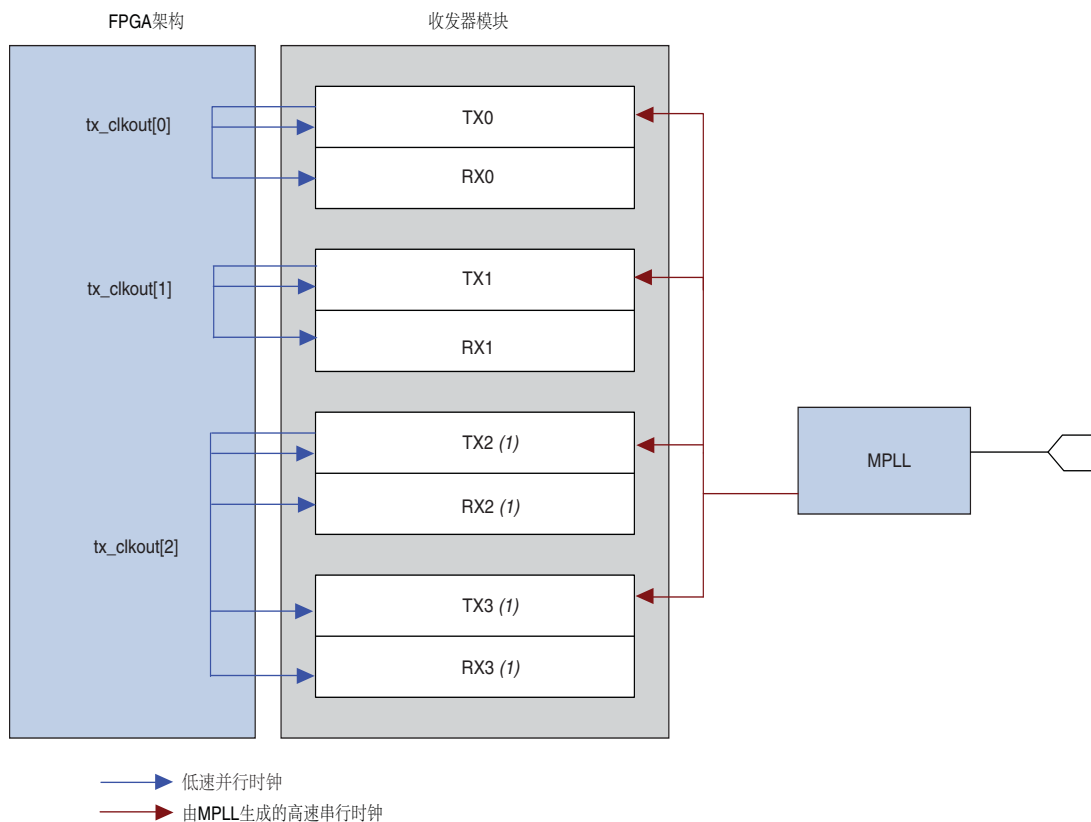 FPGA架构
收发器模块
tx_clkout[0]
TX0
RX0
tx_clkout[1]
TX1
RX1
TX2 (1)
RX2 (1)
MPLL
tx_clkout[2]
TX3 (1)
RX3 (1)
低速并行时钟
由MPLL生成的高速串行时钟